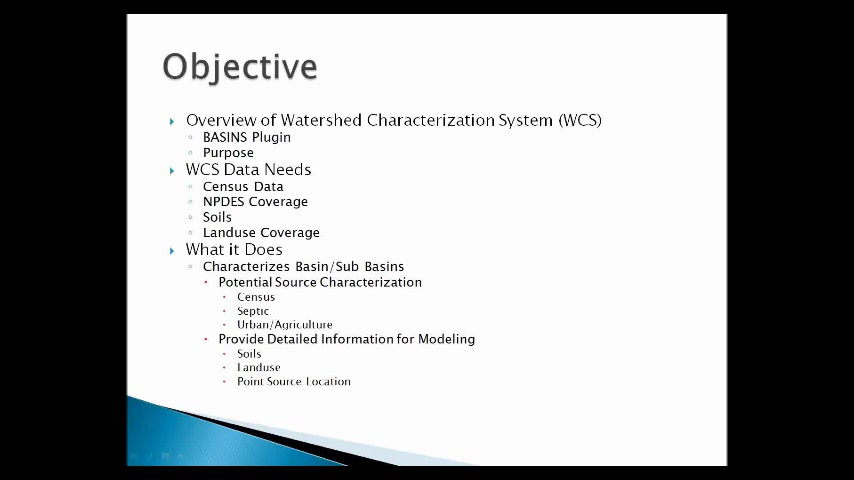 Objective
Overview of Watershed Characterization System (WCS)
BASINS Plugin
Purpose
WCS Data Needs
Census Data
NPDES Coverage
Soils
Landuse Coverage
What it Does
Characterizes Basin/Sub Basins
Potential Source Characterization
Census
Septic
Urban/Agriculture
Provide Detailed Information for Modeling
Soils
Landuse
Point Source Location